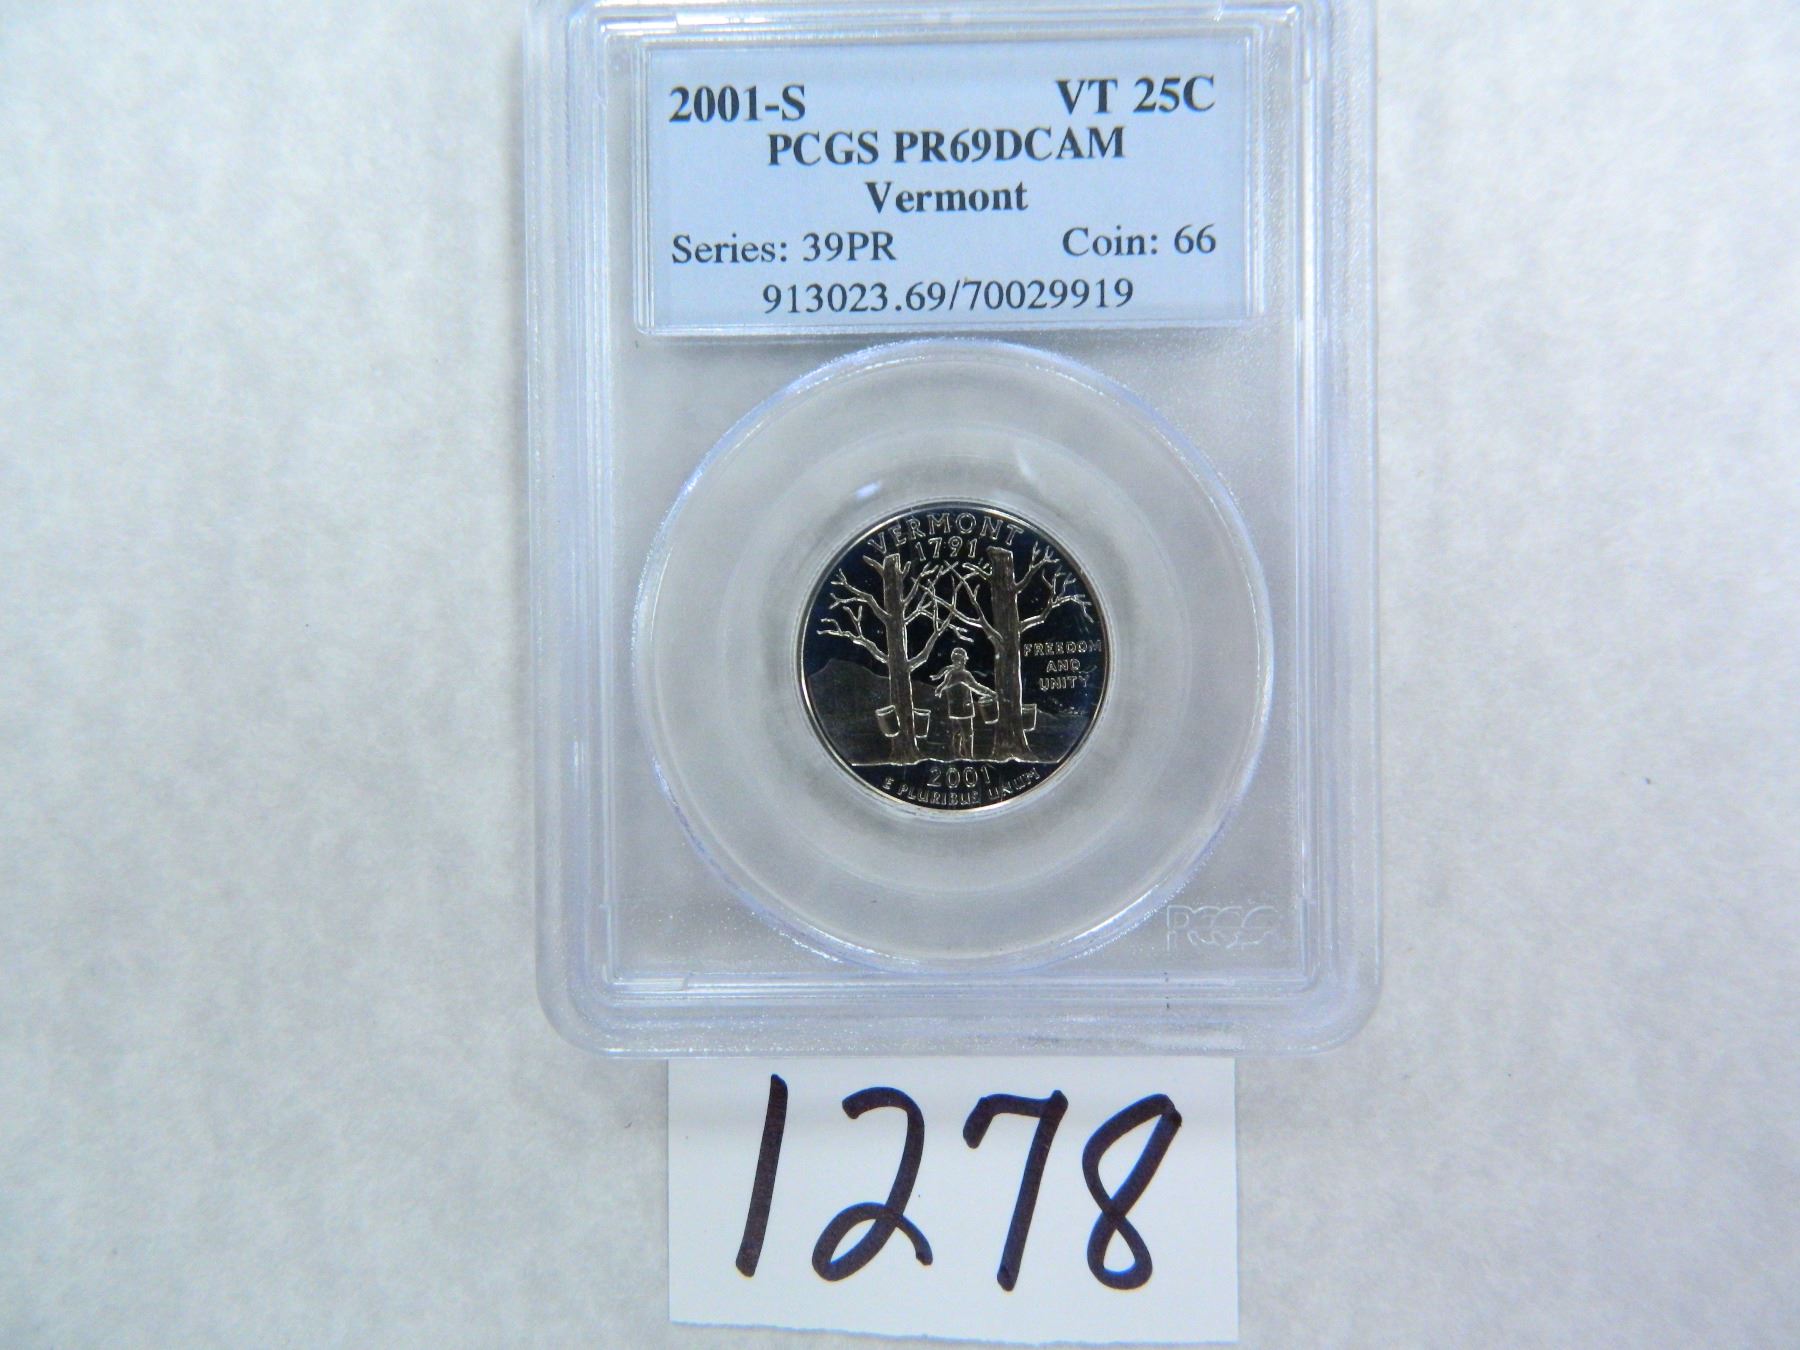 2001-S VT 25C
PCGS PR69DCAM
Vermont
Series: 39PR Coin: 66
913023.69/70029919
VERMONT
1791
FREEDOM
AND
UNITY
2001
E PLURIBUS UNUM
PCGS
1278